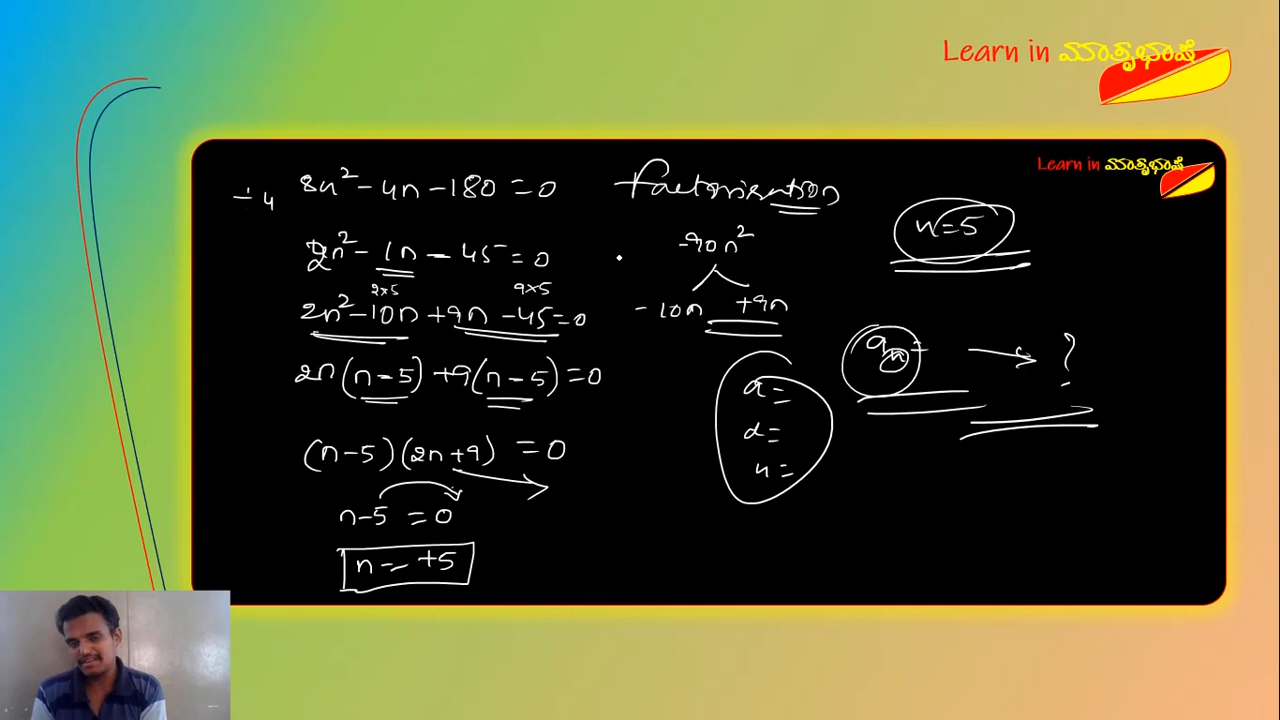 Learn in ಮಾತೃಭಾಷೆ
Learn in ಮಾತೃಭಾಷೆ
÷4 8n² - 4n - 180 = 0
Factorisation
n = 5
2n² - 1n - 45 = 0
-90n²
2×5 9×5
2n² - 10n + 9n - 45 = 0
-10n +9n
2n(n-5) + 9(n-5) = 0
aₙ = → ?
a =
d =
n =
(n-5)(2n+9) = 0
n-5 = 0
n = +5